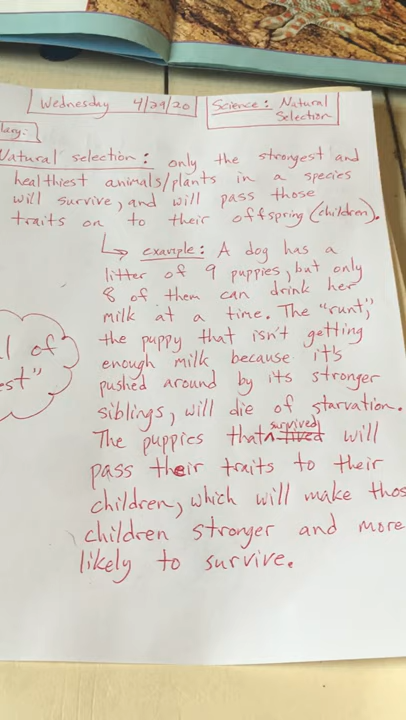 Wednesday 4/29/20
Science: Natural Selection
Natural selection: only the strongest and
healthiest animals/plants in a species
will survive, and will pass those
traits on to their offspring (children).
example: A dog has a
litter of 9 puppies, but only
8 of them can drink her
milk at a time. The "runt,"
the puppy that isn't getting
enough milk because it's
pushed around by its stronger
siblings, will die of starvation.
The puppies that survived will
pass their traits to their
children, which will make thos
children stronger and more
likely to survive.
of
est"